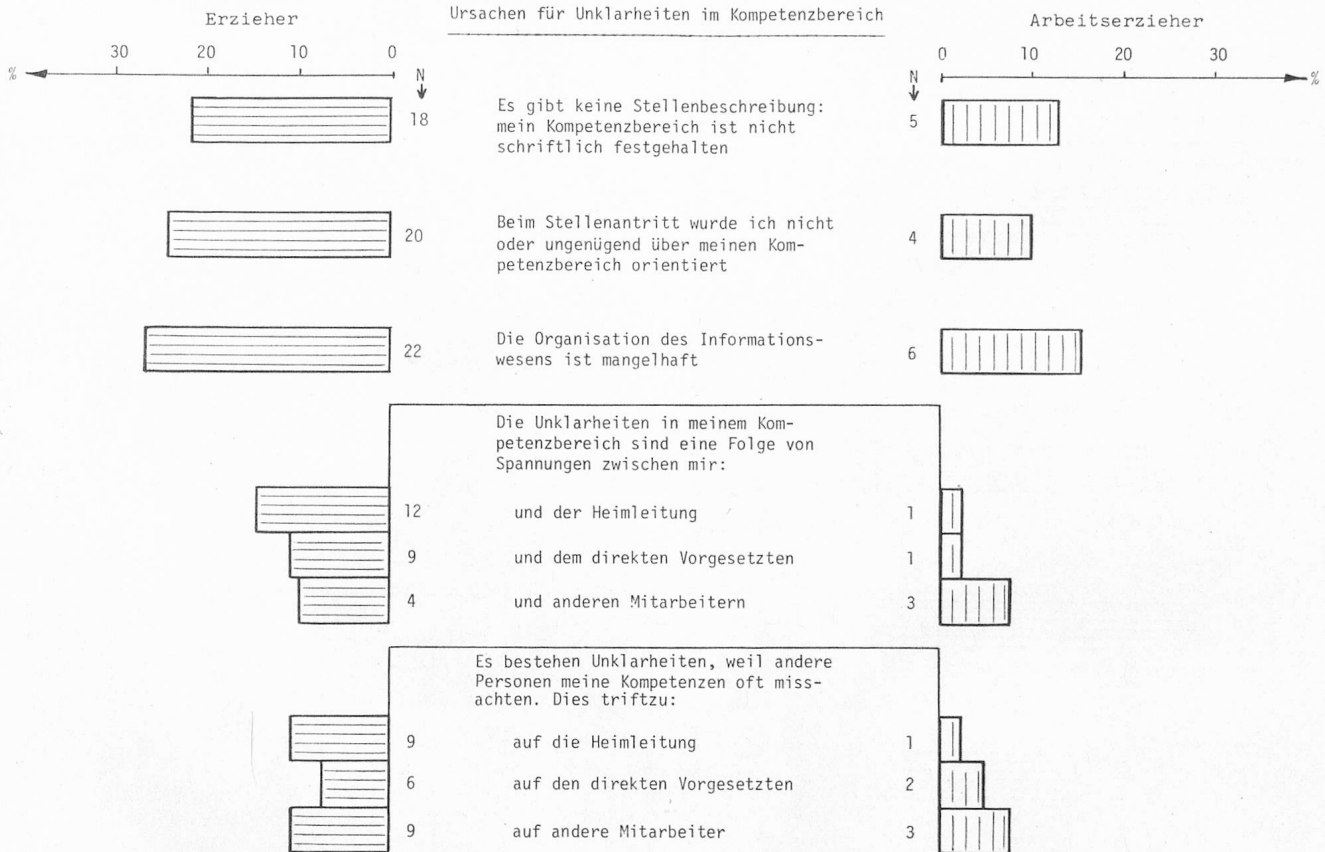 Erzieher Ursachen für Unklarheiten im Kompetenzbereich Arbeitserzieher
% 30 20 10 0 N N 0 10 20 30 %
18 Es gibt keine Stellenbeschreibung: 5
mein Kompetenzbereich ist nicht
schriftlich festgehalten
20 Beim Stellenantritt wurde ich nicht 4
oder ungenügend über meinen Kom-
petenzbereich orientiert
22 Die Organisation des Informations- 6
wesens ist mangelhaft
Die Unklarheiten in meinem Kom-
petenzbereich sind eine Folge von
Spannungen zwischen mir:
12 und der Heimleitung 1
9 und dem direkten Vorgesetzten 1
4 und anderen Mitarbeitern 3
Es bestehen Unklarheiten, weil andere
Personen meine Kompetenzen oft miss-
achten. Dies triftzu:
9 auf die Heimleitung 1
6 auf den direkten Vorgesetzten 2
9 auf andere Mitarbeiter 3